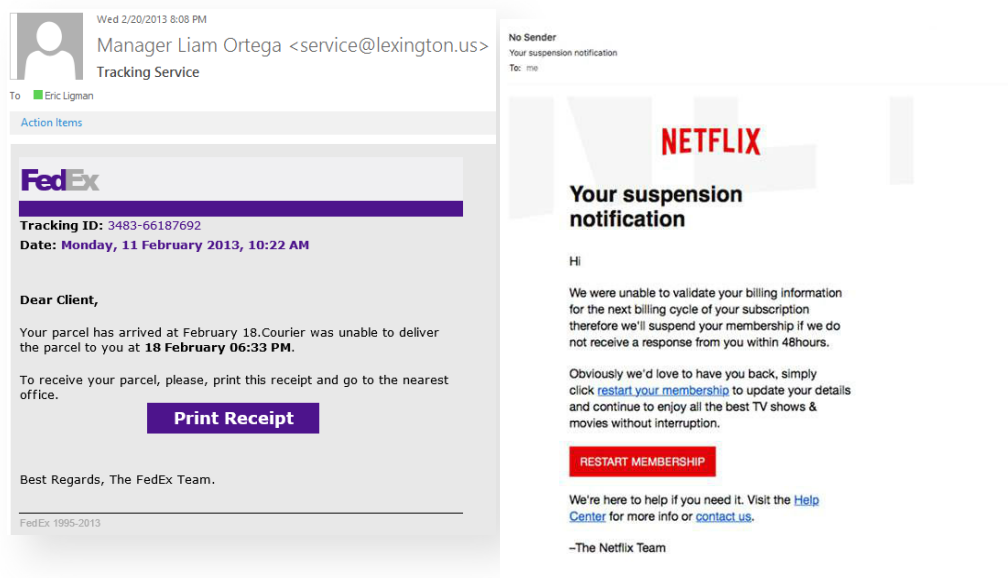 Wed 2/20/2013 8:08 PM
Manager Liam Ortega <service@lexington.us>
Tracking Service
To Eric Ligman
Action Items
FedEx
Tracking ID: 3483-66187692
Date: Monday, 11 February 2013, 10:22 AM
Dear Client,
Your parcel has arrived at February 18.Courier was unable to deliver
the parcel to you at 18 February 06:33 PM.
To receive your parcel, please, print this receipt and go to the nearest
office.
Print Receipt
Best Regards, The FedEx Team.
FedEx 1995-2013
No Sender
Your suspension notification
To: me
NETFLIX
Your suspension
notification
Hi
We were unable to validate your billing information
for the next billing cycle of your subscription
therefore we'll suspend your membership if we do
not receive a response from you within 48hours.
Obviously we'd love to have you back, simply
click restart your membership to update your details
and continue to enjoy all the best TV shows &
movies without interruption.
RESTART MEMBERSHIP
We're here to help if you need it. Visit the Help
Center for more info or contact us.
–The Netflix Team